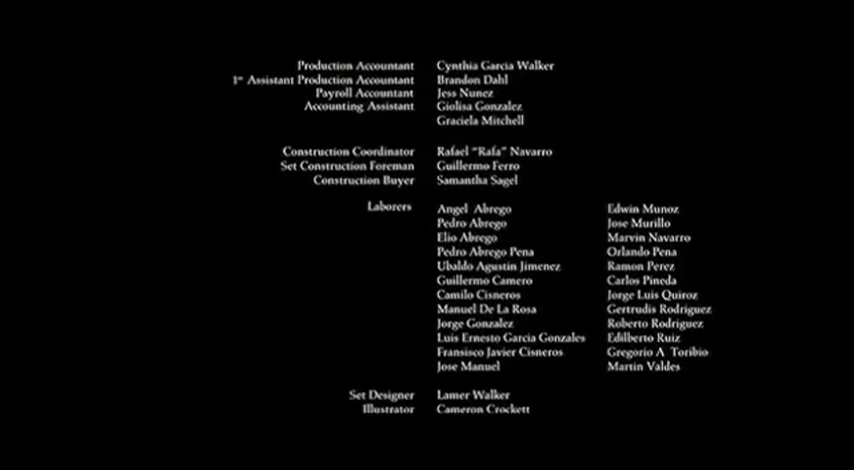 Production Accountant Cynthia Garcia Walker
1st Assistant Production Accountant Brandon Dahl
Payroll Accountant Jess Nunez
Accounting Assistant Giolisa Gonzalez
Graciela Mitchell
Construction Coordinator Rafael "Rafa" Navarro
Set Construction Foreman Guillermo Ferro
Construction Buyer Samantha Sagel
Laborers Angel Abrego Edwin Munoz
Pedro Abrego Jose Murillo
Elio Abrego Marvin Navarro
Pedro Abrego Pena Orlando Pena
Ubaldo Agustin Jimenez Ramon Perez
Guillermo Camero Carlos Pineda
Camilo Cisneros Jorge Luis Quiroz
Manuel De La Rosa Gertrudis Rodriguez
Jorge Gonzalez Roberto Rodriguez
Luis Ernesto Garcia Gonzales Edilberto Ruiz
Fransisco Javier Cisneros Gregorio A Toribio
Jose Manuel Martin Valdes
Set Designer Lamer Walker
Illustrator Cameron Crockett